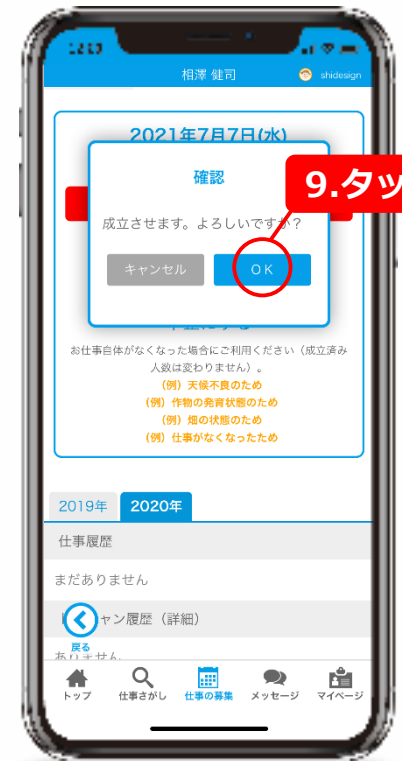 相澤 健司
shidesign
2021年7月7日(水)
確認
9.タッ
成立させます。よろしいですか？
キャンセル
OK
お仕事自体がなくなった場合にご利用ください（成立済み
人数は変わりません）。
（例）天候不良のため
（例）作物の発育状態のため
（例）畑の状態のため
（例）仕事がなくなったため
2019年
2020年
仕事履歴
まだありません
ャン履歴（詳細）
戻る
ありません
トップ
仕事さがし
仕事の募集
メッセージ
マイページ